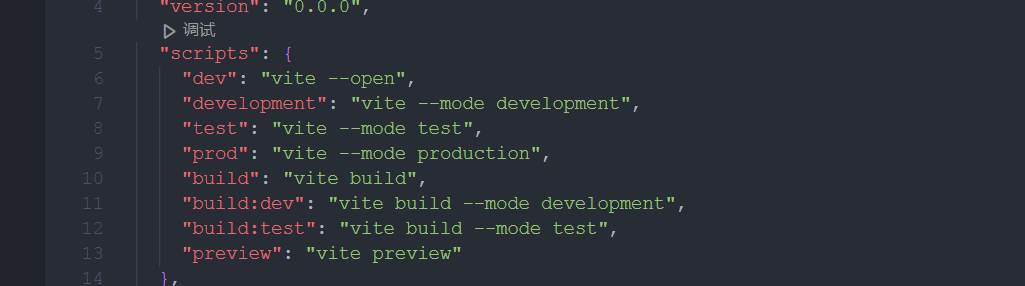 4 "version": "0.0.0",
调试
5 "scripts": {
6 "dev": "vite --open",
7 "development": "vite --mode development",
8 "test": "vite --mode test",
9 "prod": "vite --mode production",
10 "build": "vite build",
11 "build:dev": "vite build --mode development",
12 "build:test": "vite build --mode test",
13 "preview": "vite preview"
14 },